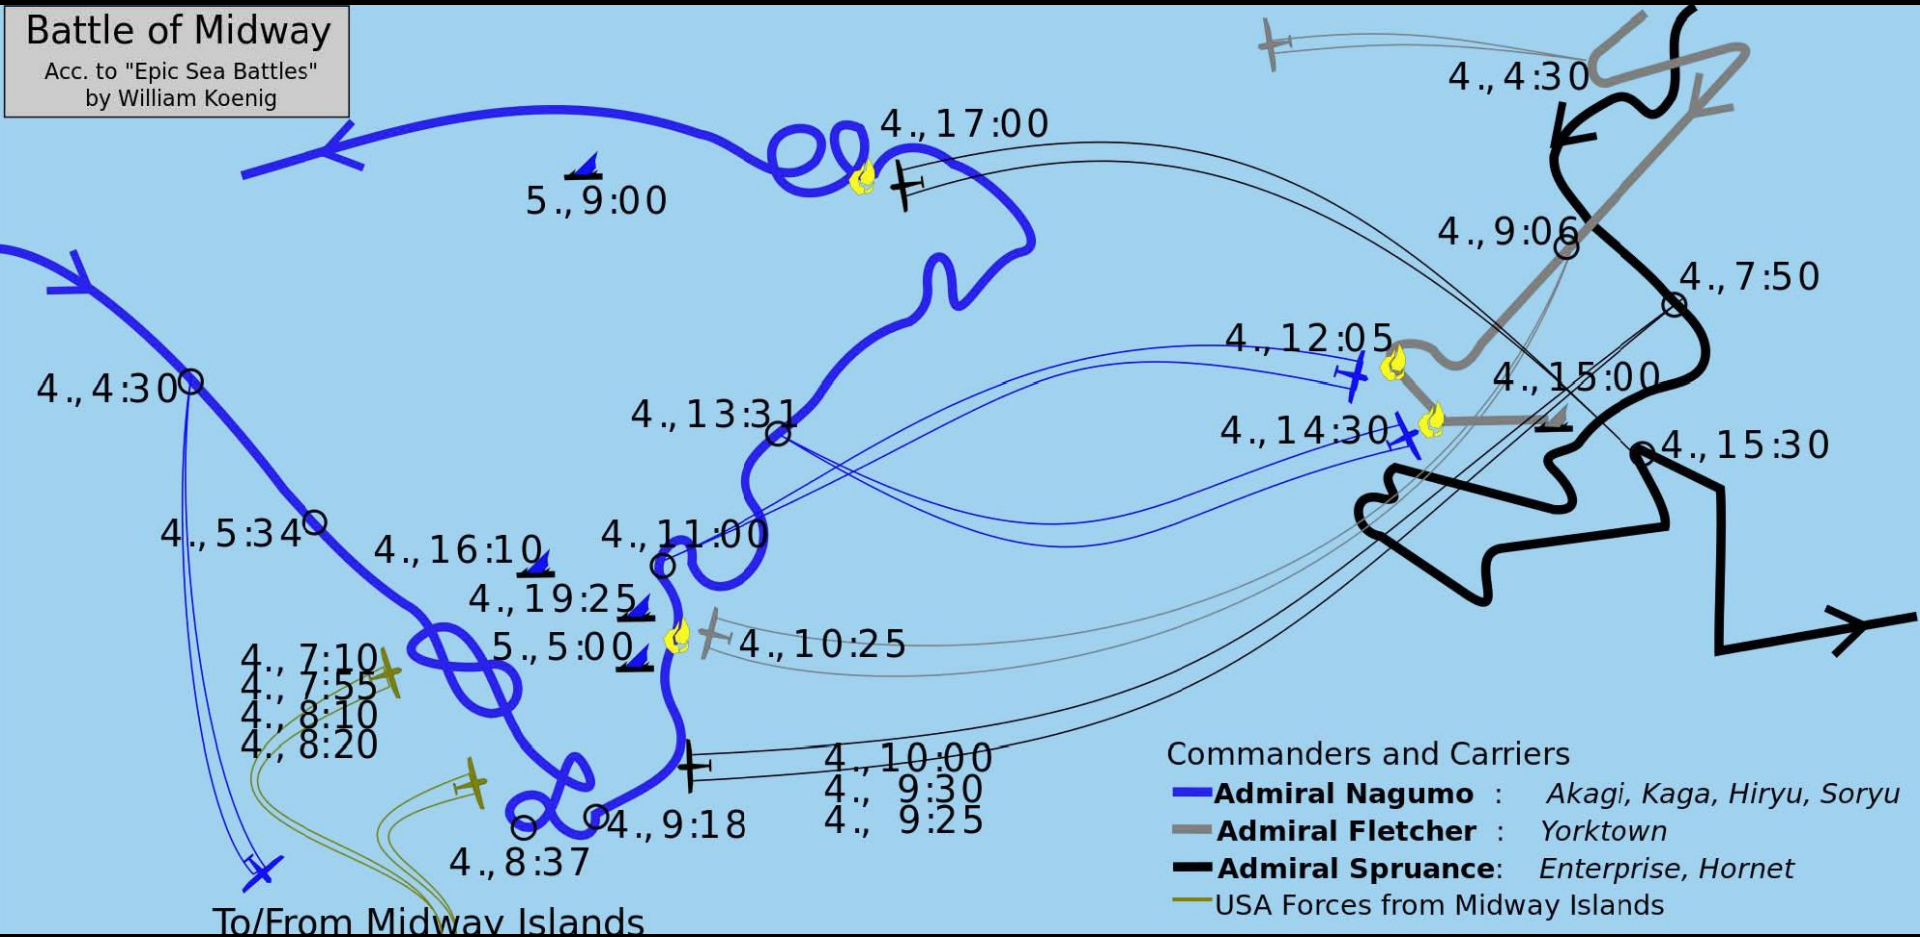 Battle of Midway
Acc. to "Epic Sea Battles"
by William Koenig
4., 4:30
4., 17:00
5., 9:00
4., 9:06
4., 7:50
4., 12:05
4., 15:00
4., 4:30
4., 13:31
4., 14:30
4., 15:30
4., 5:34
4., 16:10
4., 11:00
4., 19:25
5., 5:00
4., 10:25
4., 7:10
4., 7:55
4., 8:10
4., 8:20
4., 10:00
4., 9:30
4., 9:25
4., 9:18
4., 8:37
To/From Midway Islands
Commanders and Carriers
Admiral Nagumo : Akagi, Kaga, Hiryu, Soryu
Admiral Fletcher : Yorktown
Admiral Spruance: Enterprise, Hornet
USA Forces from Midway Islands